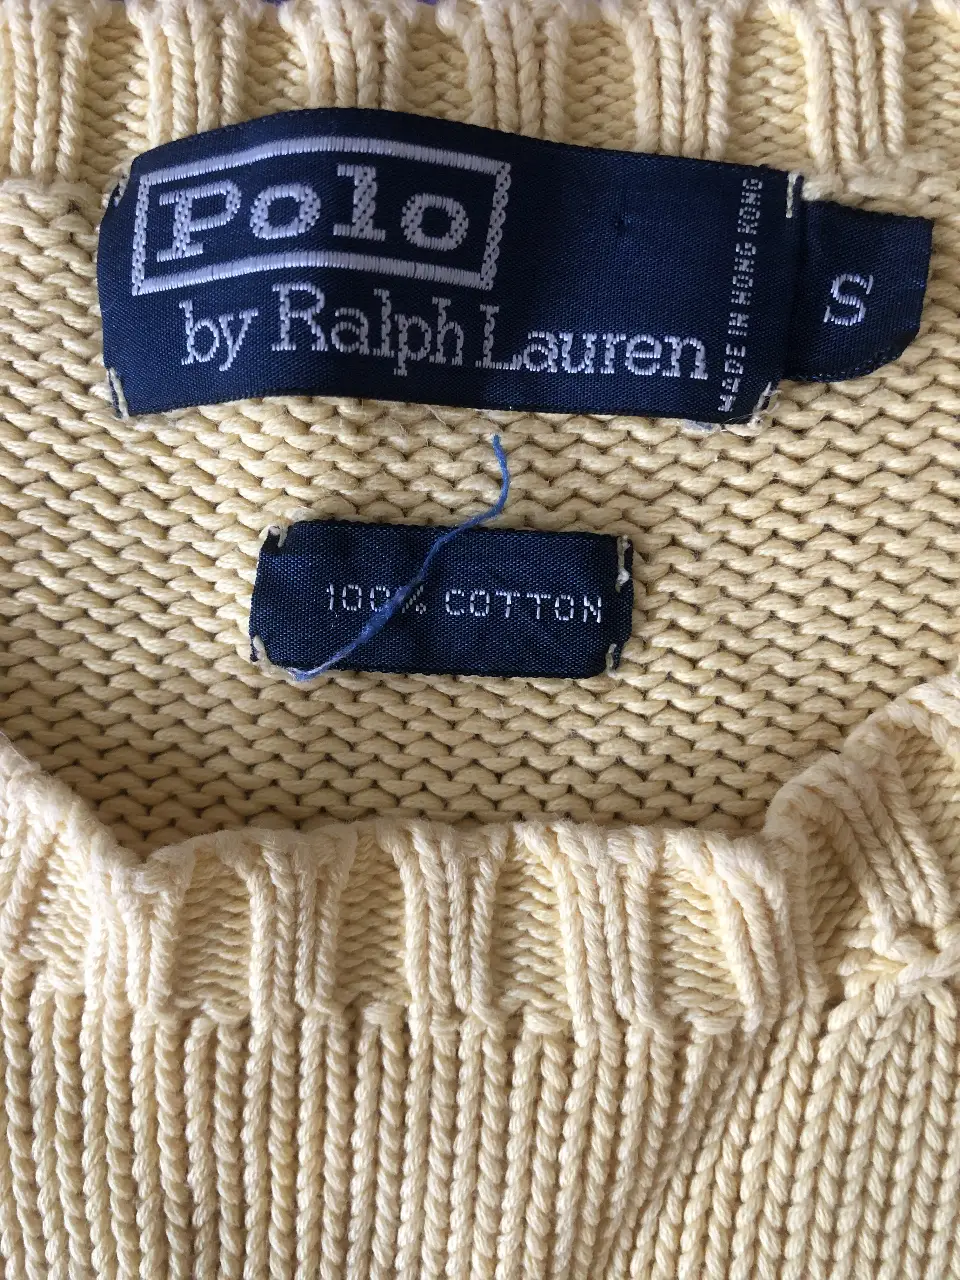 Polo
by Ralph Lauren
MADE IN HONG KONG
S
100% COTTON